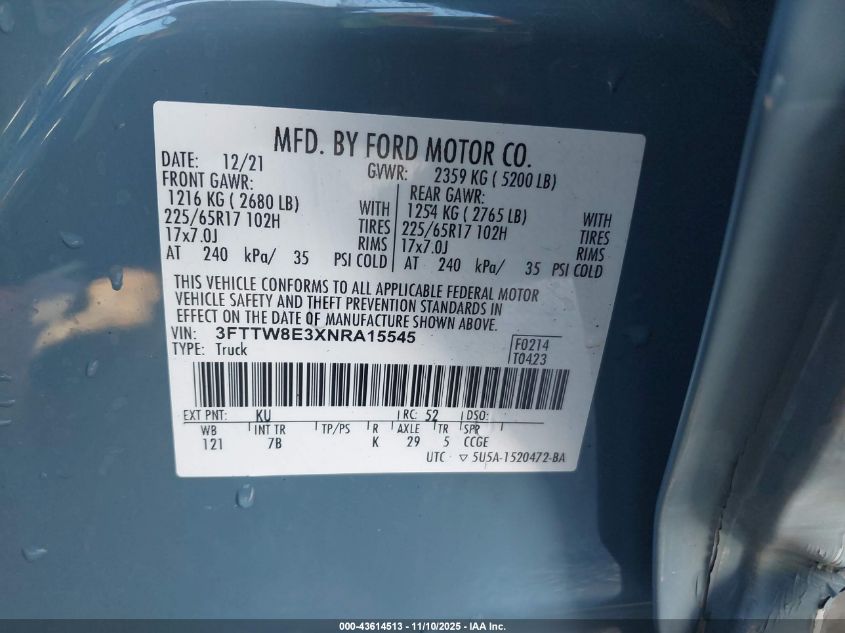 MFD. BY FORD MOTOR CO.
DATE: 12/21 GVWR: 2359 KG ( 5200 LB)
FRONT GAWR: REAR GAWR:
1216 KG ( 2680 LB) WITH 1254 KG ( 2765 LB) WITH
225/65R17 102H TIRES 225/65R17 102H TIRES
17x7.0J RIMS 17x7.0J RIMS
AT 240 kPa/ 35 PSI COLD AT 240 kPa/ 35 PSI COLD
THIS VEHICLE CONFORMS TO ALL APPLICABLE FEDERAL MOTOR
VEHICLE SAFETY AND THEFT PREVENTION STANDARDS IN
EFFECT ON THE DATE OF MANUFACTURE SHOWN ABOVE.
VIN: 3FTTW8E3XNRA15545 F0214
TYPE: Truck T0423
EXT PNT: KU RC: 52 DSO:
WB INT TR TP/PS R AXLE TR SPR
121 7B K 29 5 CCGE
UTC ▽ 5U5A-1520472-BA
000-43614513 - 11/10/2025 - IAA Inc.